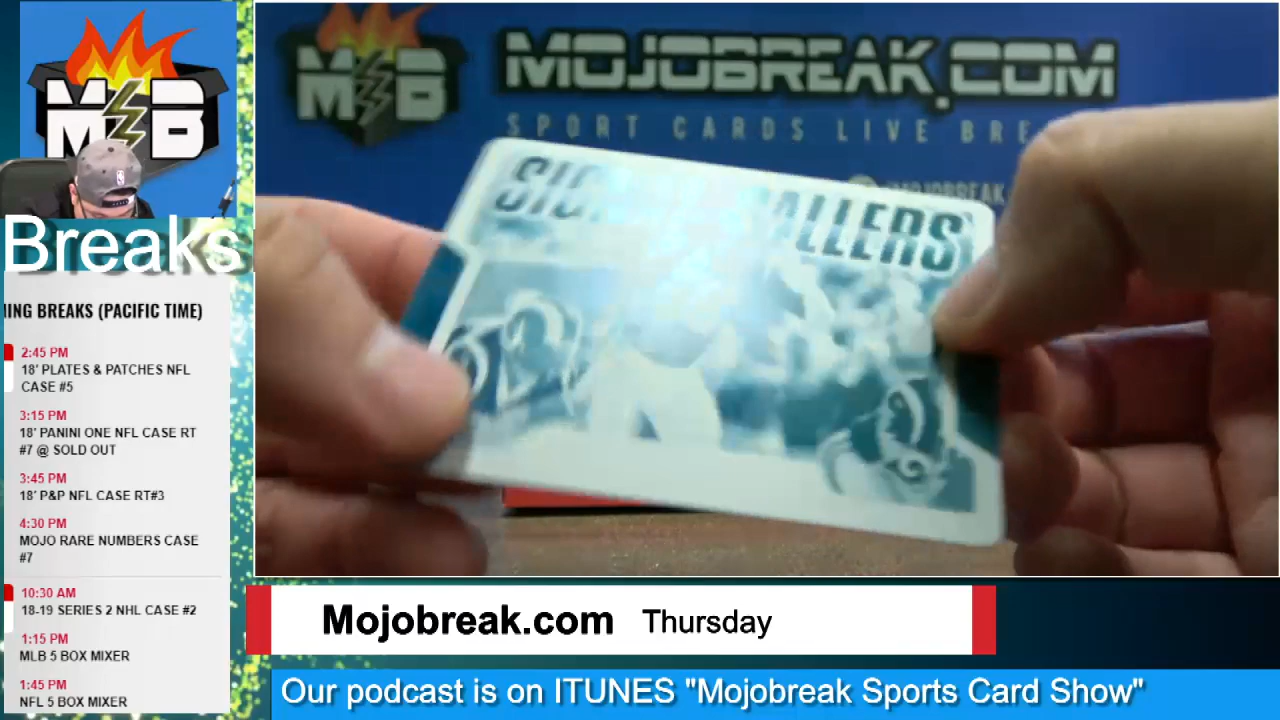 M B
Breaks
ING BREAKS (PACIFIC TIME)
2:45 PM
18' PLATES & PATCHES NFL
CASE #5
3:15 PM
18' PANINI ONE NFL CASE RT
#7 @ SOLD OUT
3:45 PM
18' P&P NFL CASE RT#3
4:30 PM
MOJO RARE NUMBERS CASE
#7
10:30 AM
18-19 SERIES 2 NHL CASE #2
1:15 PM
MLB 5 BOX MIXER
1:45 PM
NFL 5 BOX MIXER
M B
MOJOBREAK.COM
SPORT CARDS LIVE BRE
MOJOBREAK
ALLERS
Mojobreak.com Thursday
Our podcast is on ITUNES "Mojobreak Sports Card Show"